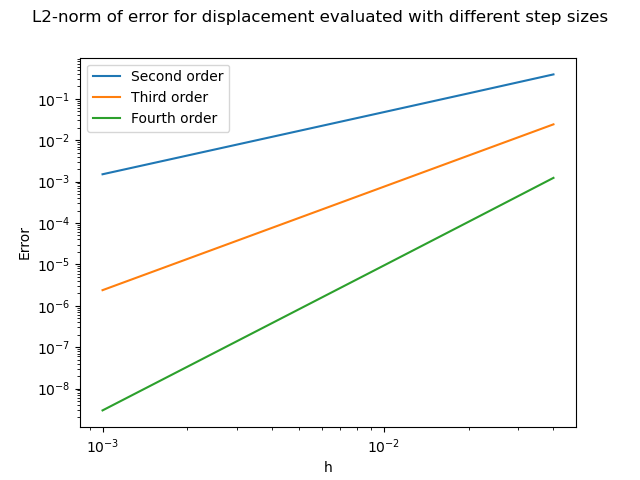 L2-norm of error for displacement evaluated with different step sizes
Second order
Third order
Fourth order
10⁻¹
10⁻²
10⁻³
10⁻⁴
10⁻⁵
10⁻⁶
10⁻⁷
10⁻⁸
Error
10⁻³
10⁻²
h